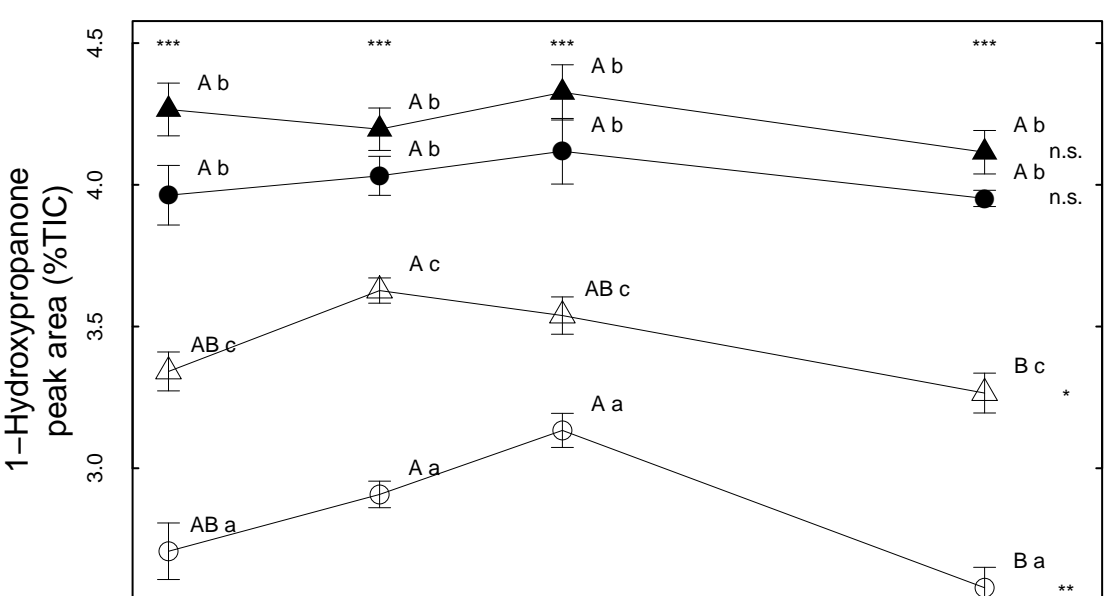 1−Hydroxypropanone
peak area (%TIC)
4.5
4.0
3.5
3.0
*** *** *** ***
A b A b A b A b n.s.
A b A b A b A b n.s.
AB c A c AB c B c *
AB a A a A a B a **